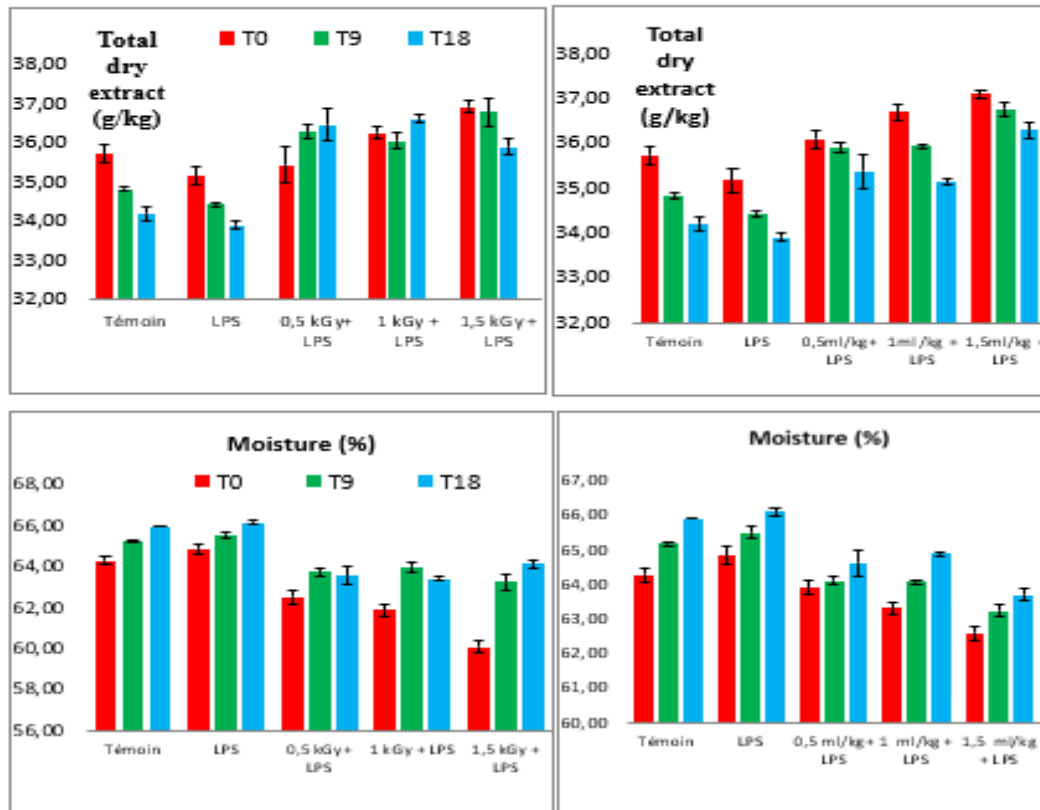 Total
dry
extract
(g/kg)
T0 T9 T18
38,00
37,00
36,00
35,00
34,00
33,00
32,00
Témoin LPS 0,5 kGy+ 1 kGy + 1,5 kGy +
LPS LPS LPS
Total
dry
extract
(g/kg)
38,00
37,00
36,00
35,00
34,00
33,00
32,00
Témoin LPS 0,5ml/kg+ 1ml/kg + 1,5ml/kg +
LPS LPS LPS
Moisture (%)
T0 T9 T18
68,00
66,00
64,00
62,00
60,00
58,00
56,00
Témoin LPS 0,5 kGy+ 1 kGy + LPS 1,5 kGy +
LPS LPS
Moisture (%)
67,00
66,00
65,00
64,00
63,00
62,00
61,00
60,00
Témoin LPS 0,5 ml/kg+ 1 ml/kg + 1,5 ml/kg
LPS LPS + LPS